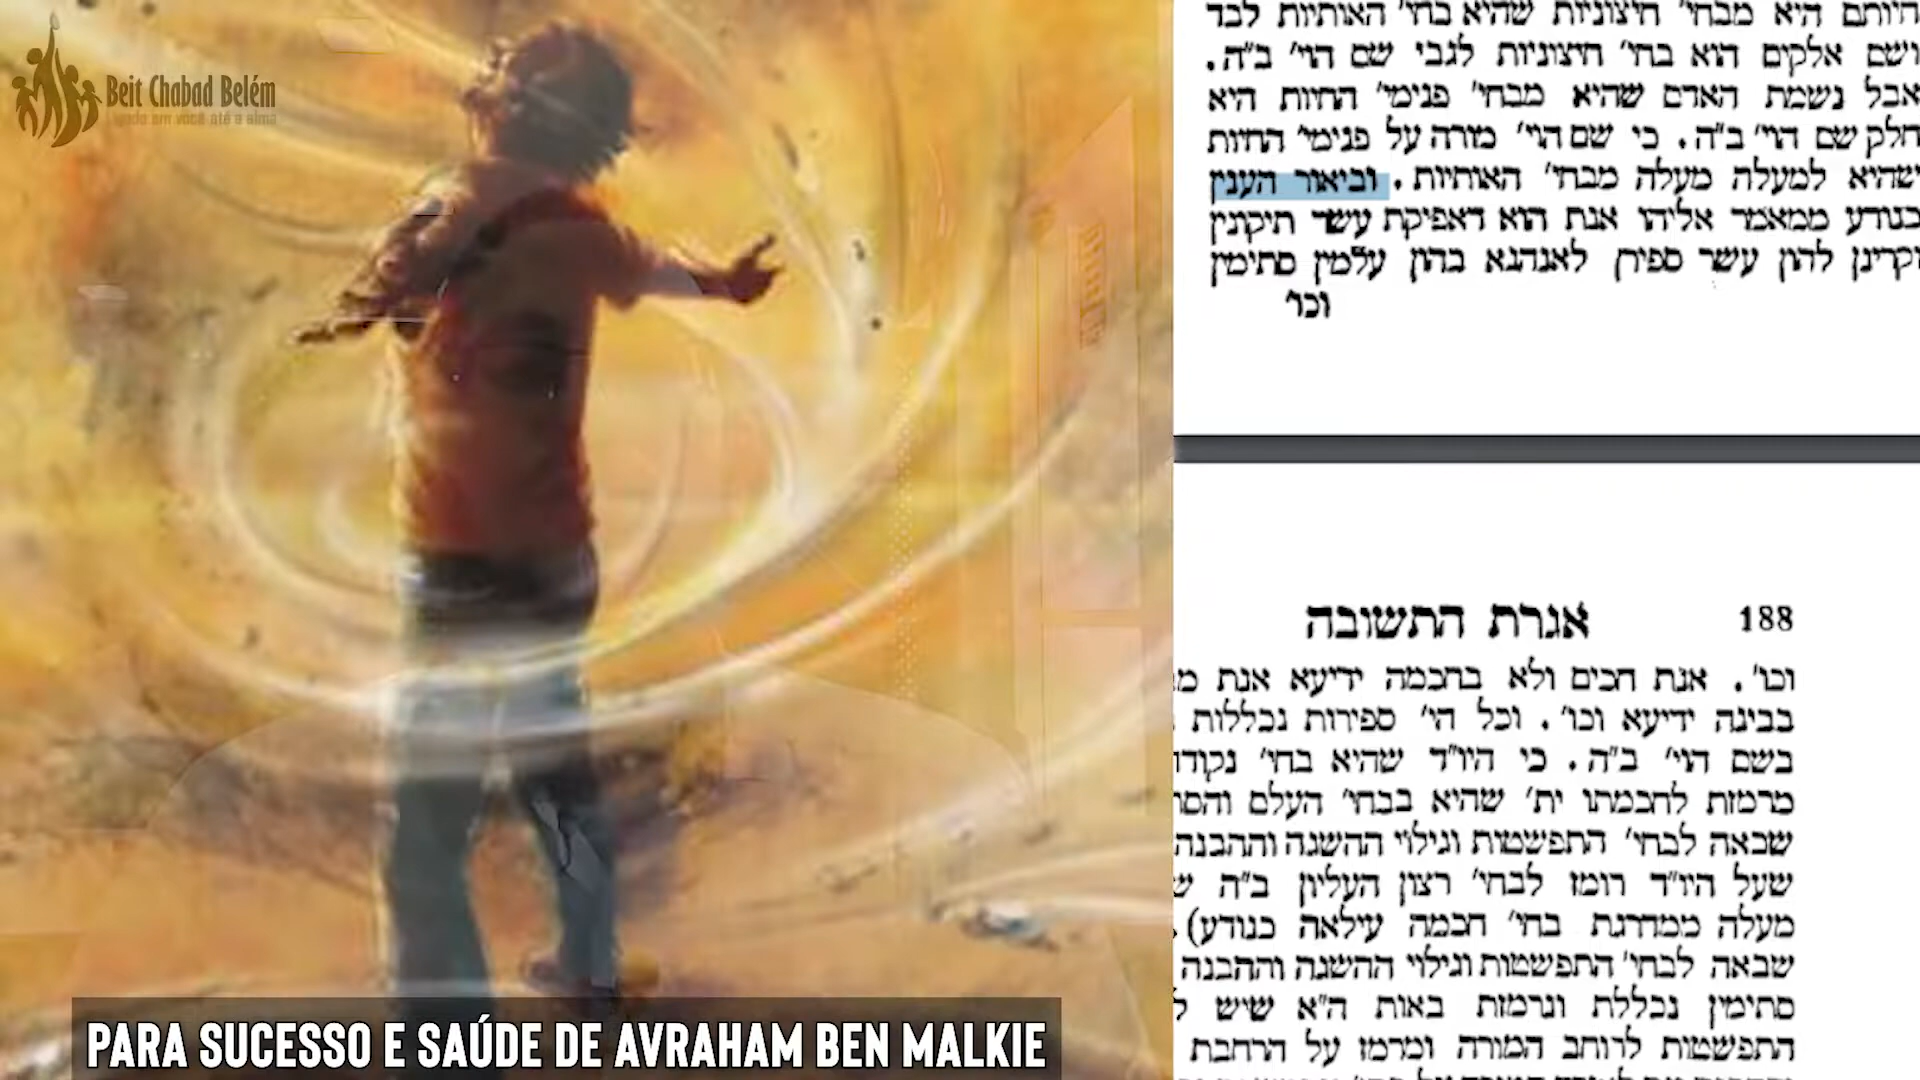 Beit Chabad Belém
Ligado em você até a alma
PARA SUCESSO E SAÚDE DE AVRAHAM BEN MALKIE
חיותם היא מבחי' חיצוניות שהיא בחי' האותיות לבד
ושם אלקים הוא בחי' חיצוניות לגבי שם הוי' ב"ה.
אבל נשמת האדם שהיא מבחי' פנימי' החיות היא
חלק שם הוי' ב"ה. כי שם הוי' מורה על פנימי' החיות
שהיא למעלה מעלה מבחי' האותיות. וביאור הענין
כנודע ממאמר אליהו אנת הוא דאפיקת עשר תיקונין
וקרינן להון עשר ספירן לאנהגא בהון עלמין סתימין
וכו'
188 אגרת התשובה
וכו'. אנת חכים ולא בחכמה ידיעא אנת
בבינה ידיעא וכו'. וכל הי' ספירות נכללות
בשם הוי' ב"ה. כי היו"ד שהיא בחי'
מרמזת לחכמתו ית' שהיא בבחי' העלם
שבאה לבחי' התפשטות וגילוי ההשגה וההבנה
שעל היו"ד רומז לבחי' רצון העליון ב"ה
מעלה ממדרגת בחי' חכמה עילאה כנודע)
שבאה לבחי' התפשטות וגילוי ההשגה וההבנה
סתימין נכללת ונרמזת באות ה"א שיש
התפשטות לרוחב המורה ומרמז על הרחבת